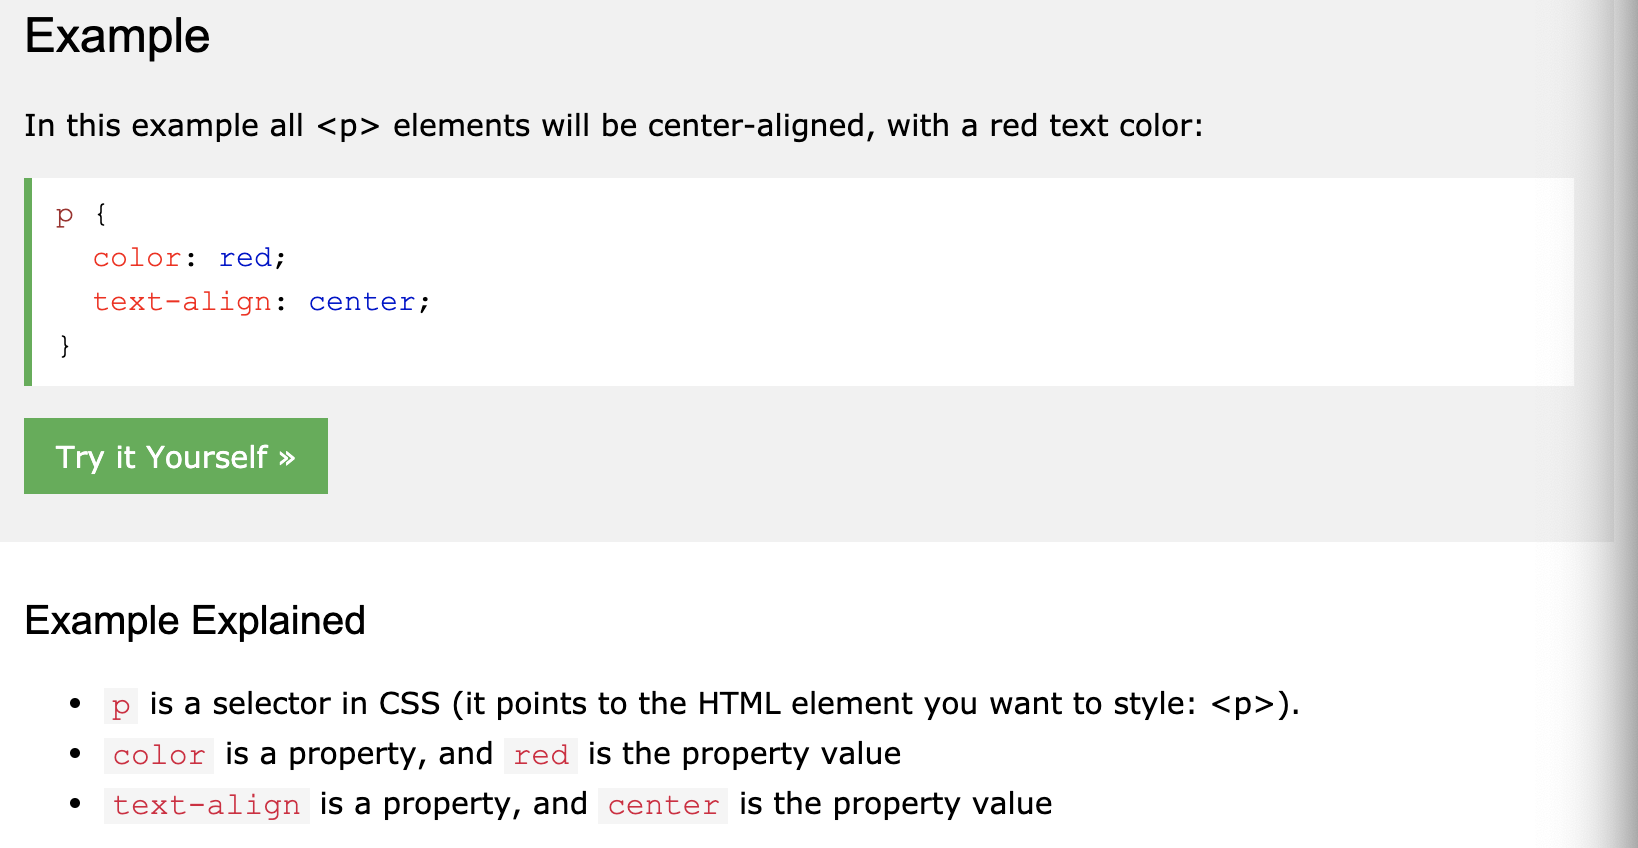 Example
In this example all <p> elements will be center-aligned, with a red text color:
p {
  color: red;
  text-align: center;
}
Try it Yourself »
Example Explained
• p is a selector in CSS (it points to the HTML element you want to style: <p>).
• color is a property, and red is the property value
• text-align is a property, and center is the property value